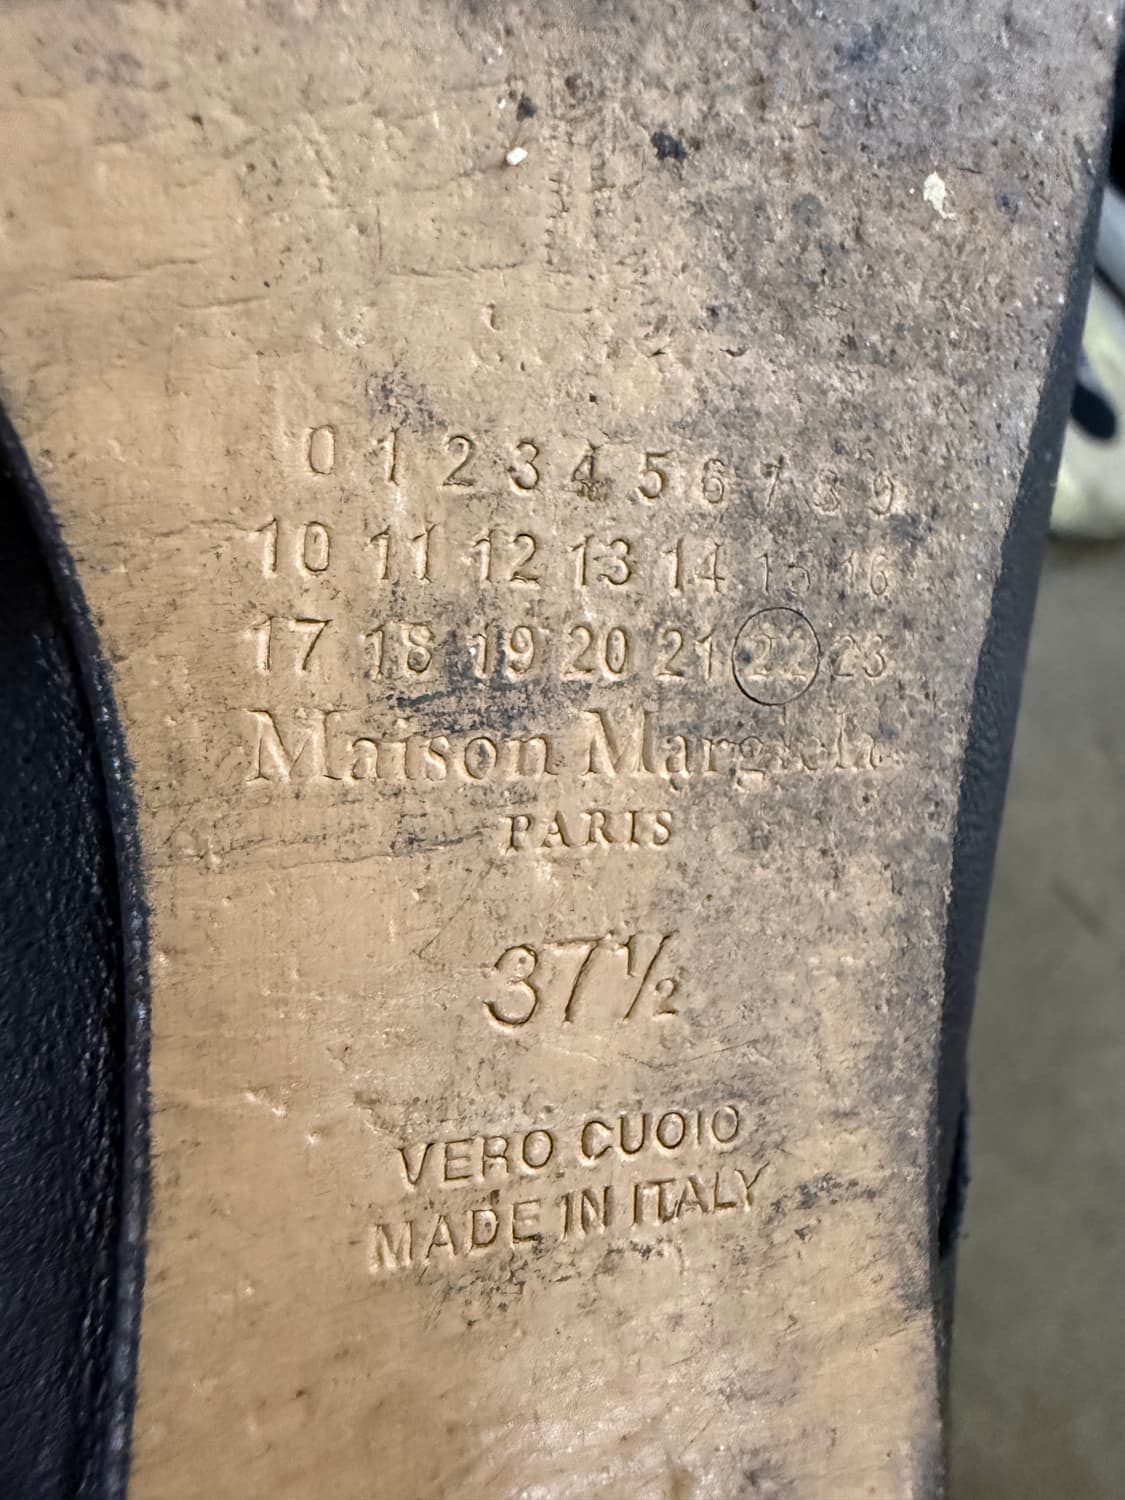 0 1 2 3 4 5 6 7 8 9
10 11 12 13 14 15 16
17 18 19 20 21 22 23
Maison Margiela
PARIS
37½
VERO CUOIO
MADE IN ITALY